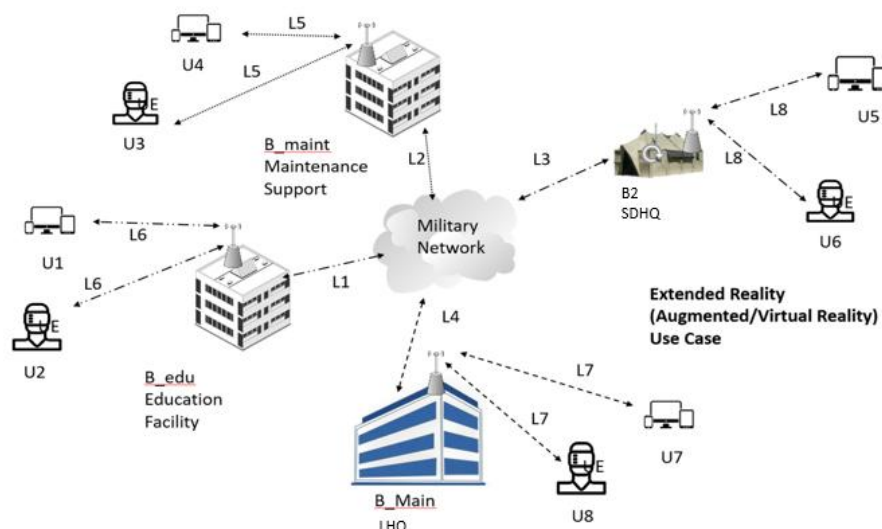 U4
L5
L5
E
U3
B_maint
Maintenance
Support
L2
L3
L8
U5
L8
B2
SDHQ
E
U6
Military
Network
U1
L6
L6
L1
E
U2
B_edu
Education
Facility
L4
Extended Reality
(Augmented/Virtual Reality)
Use Case
L7
L7
U7
E
U8
B_Main
LHQ